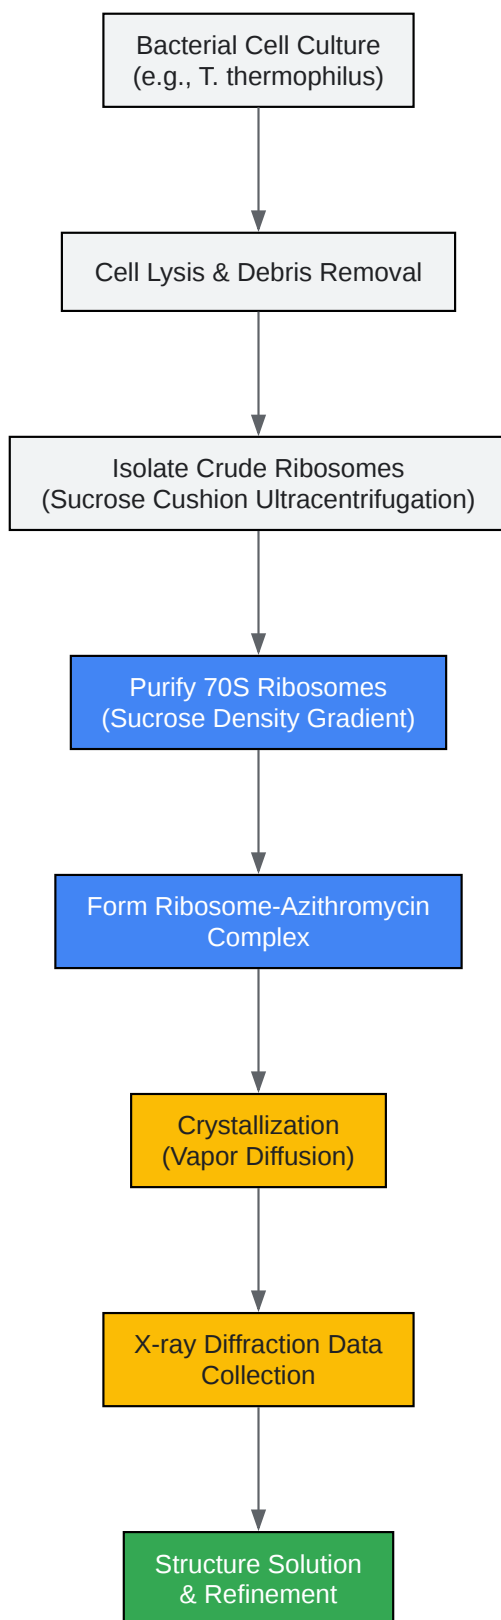 Bacterial Cell Culture
(e.g., T. thermophilus)
Cell Lysis & Debris Removal
Isolate Crude Ribosomes
(Sucrose Cushion Ultracentrifugation)
Purify 70S Ribosomes
(Sucrose Density Gradient)
Form Ribosome-Azithromycin
Complex
Crystallization
(Vapor Diffusion)
X-ray Diffraction Data
Collection
Structure Solution
& Refinement